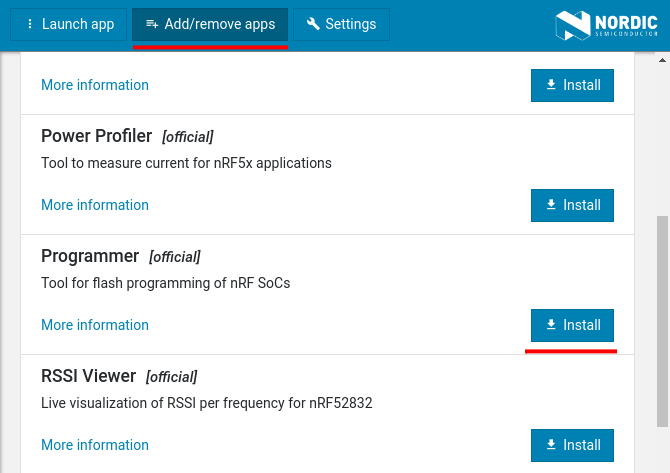 Launch app
Add/remove apps
Settings
NORDIC
SEMICONDUCTOR
More information
Install
Power Profiler [official]
Tool to measure current for nRF5x applications
More information
Install
Programmer [official]
Tool for flash programming of nRF SoCs
More information
Install
RSSI Viewer [official]
Live visualization of RSSI per frequency for nRF52832
More information
Install